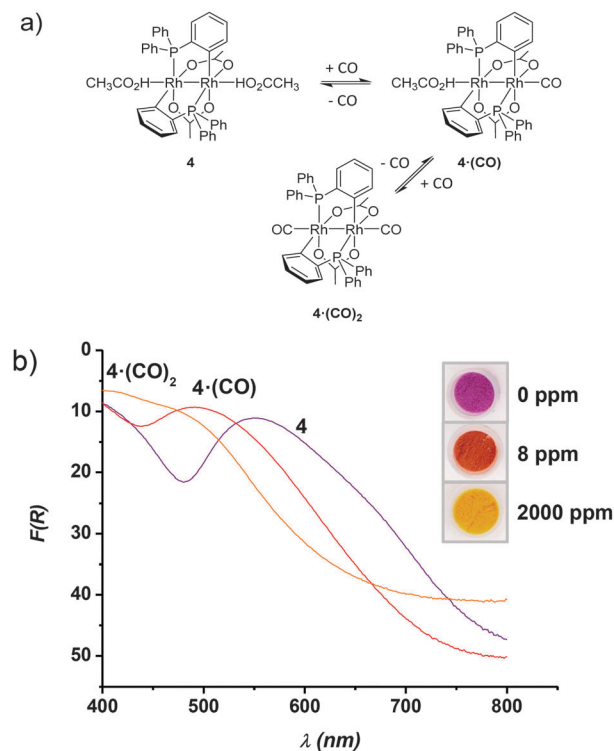 a)
Ph
Ph
P
O
O
+ CO
- CO
CH3CO2H
Rh
Rh
HO2CCH3
O
P
O
Ph
Ph
4
Ph
Ph
P
O
O
CH3CO2H
Rh
Rh
CO
O
P
O
Ph
Ph
4·(CO)
- CO
+ CO
Ph
Ph
P
O
O
OC
Rh
Rh
CO
O
P
O
Ph
Ph
4·(CO)2
b)
0
10
20
30
40
50
F(R)
4·(CO)2
4·(CO)
4
0 ppm
8 ppm
2000 ppm
400 500 600 700 800
λ (nm)